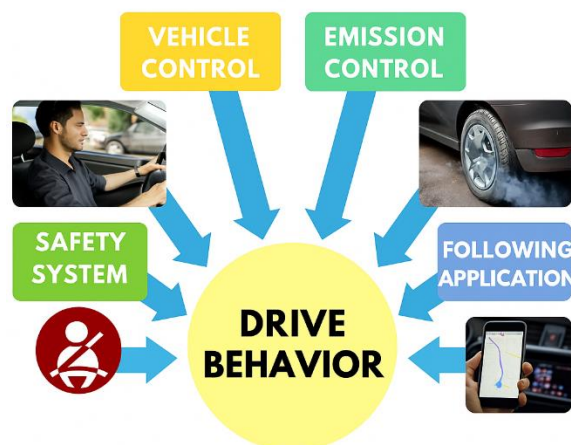 VEHICLE
CONTROL
EMISSION
CONTROL
SAFETY
SYSTEM
FOLLOWING
APPLICATION
DRIVE
BEHAVIOR